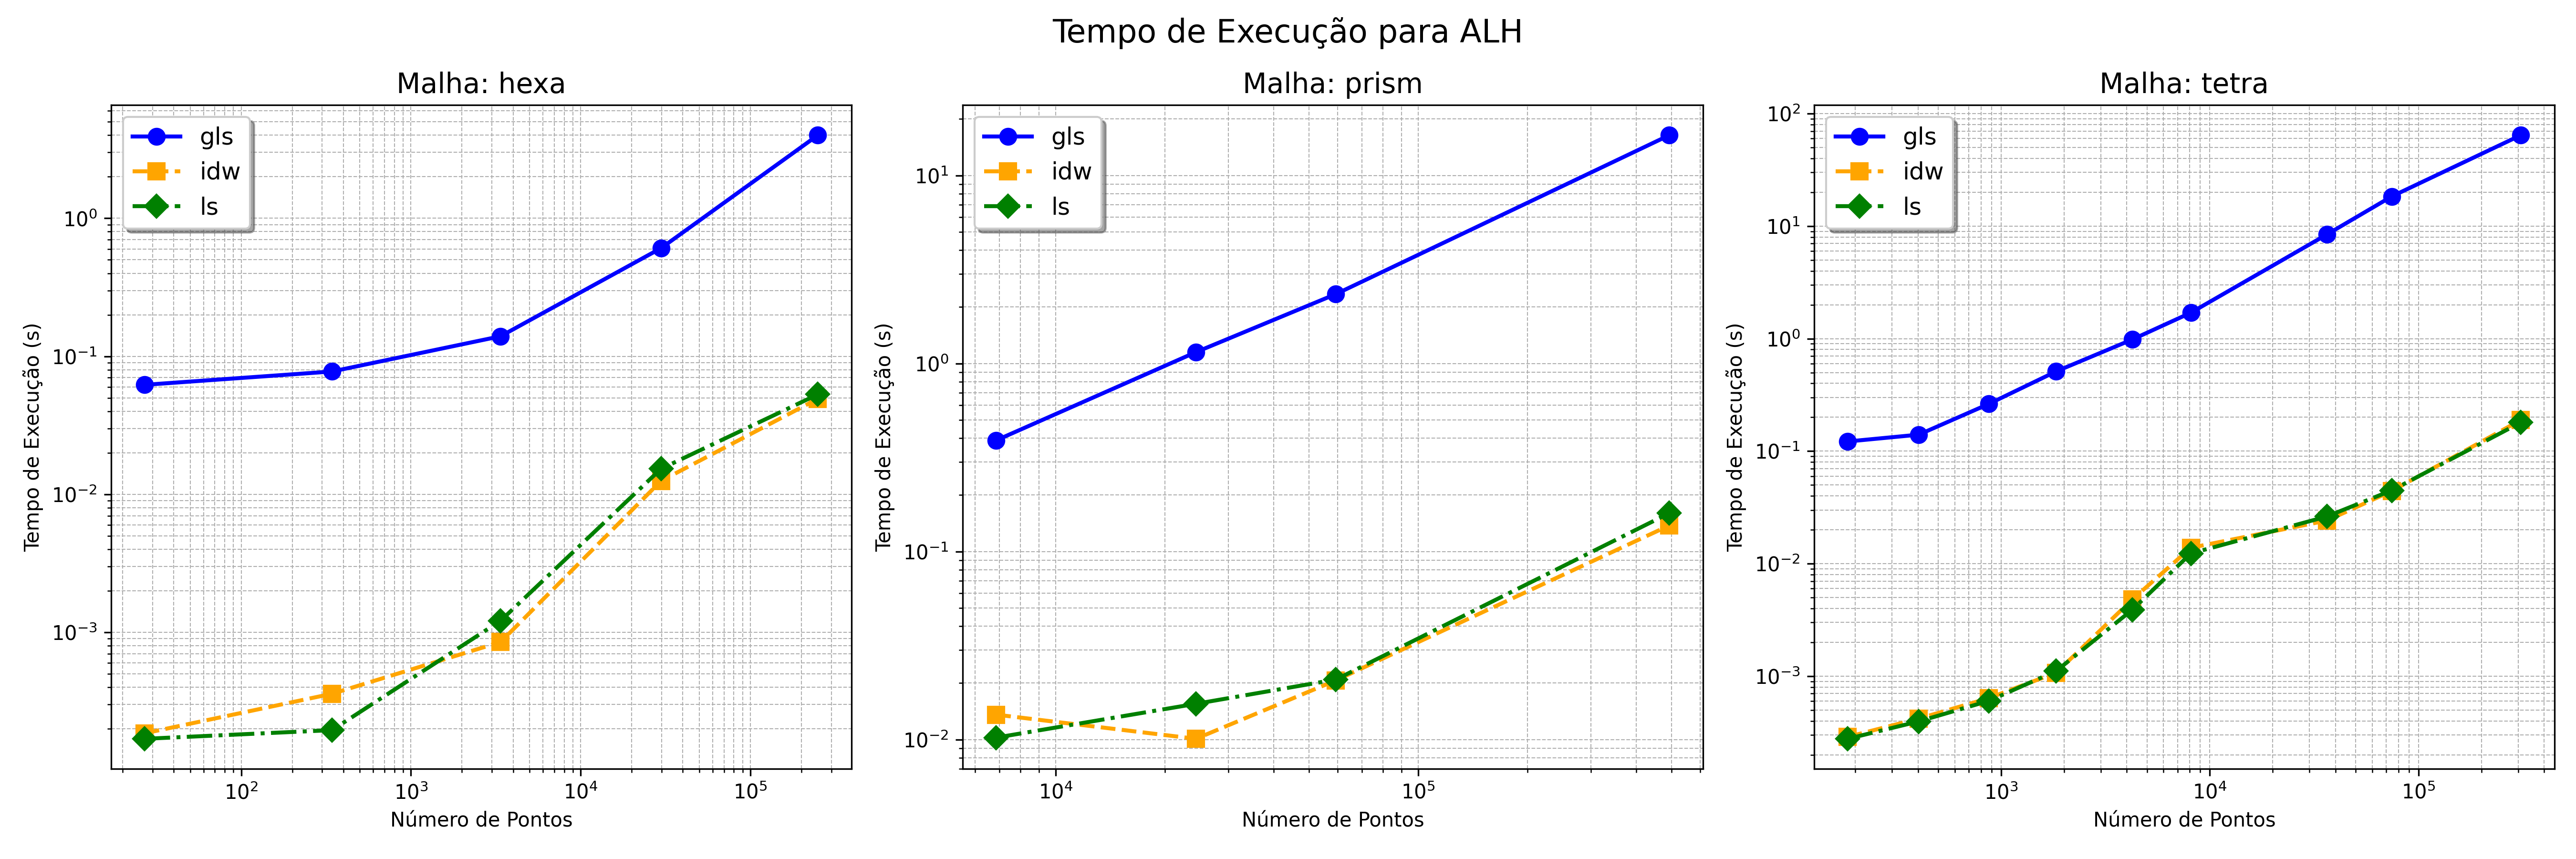 Tempo de Execução para ALH
Malha: hexa
gls
idw
ls
10⁰
10⁻¹
10⁻²
10⁻³
Tempo de Execução (s)
10² 10³ 10⁴ 10⁵
Número de Pontos
Malha: prism
gls
idw
ls
10¹
10⁰
10⁻¹
10⁻²
Tempo de Execução (s)
10⁴ 10⁵
Número de Pontos
Malha: tetra
gls
idw
ls
10²
10¹
10⁰
10⁻¹
10⁻²
10⁻³
Tempo de Execução (s)
10³ 10⁴ 10⁵
Número de Pontos